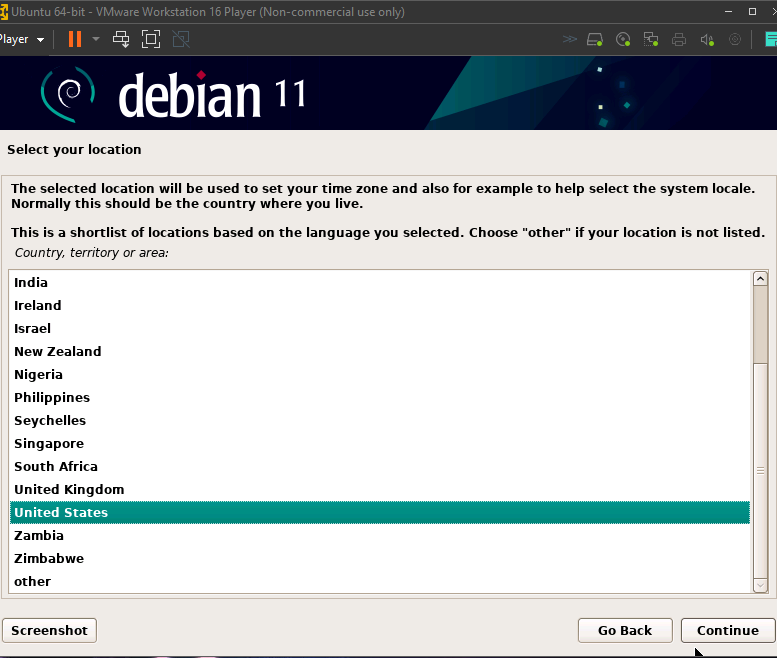 Ubuntu 64-bit - VMware Workstation 16 Player (Non-commercial use only)
Player
debian 11
Select your location
The selected location will be used to set your time zone and also for example to help select the system locale.
Normally this should be the country where you live.
This is a shortlist of locations based on the language you selected. Choose "other" if your location is not listed.
Country, territory or area:
India
Ireland
Israel
New Zealand
Nigeria
Philippines
Seychelles
Singapore
South Africa
United Kingdom
United States
Zambia
Zimbabwe
other
Screenshot
Go Back
Continue